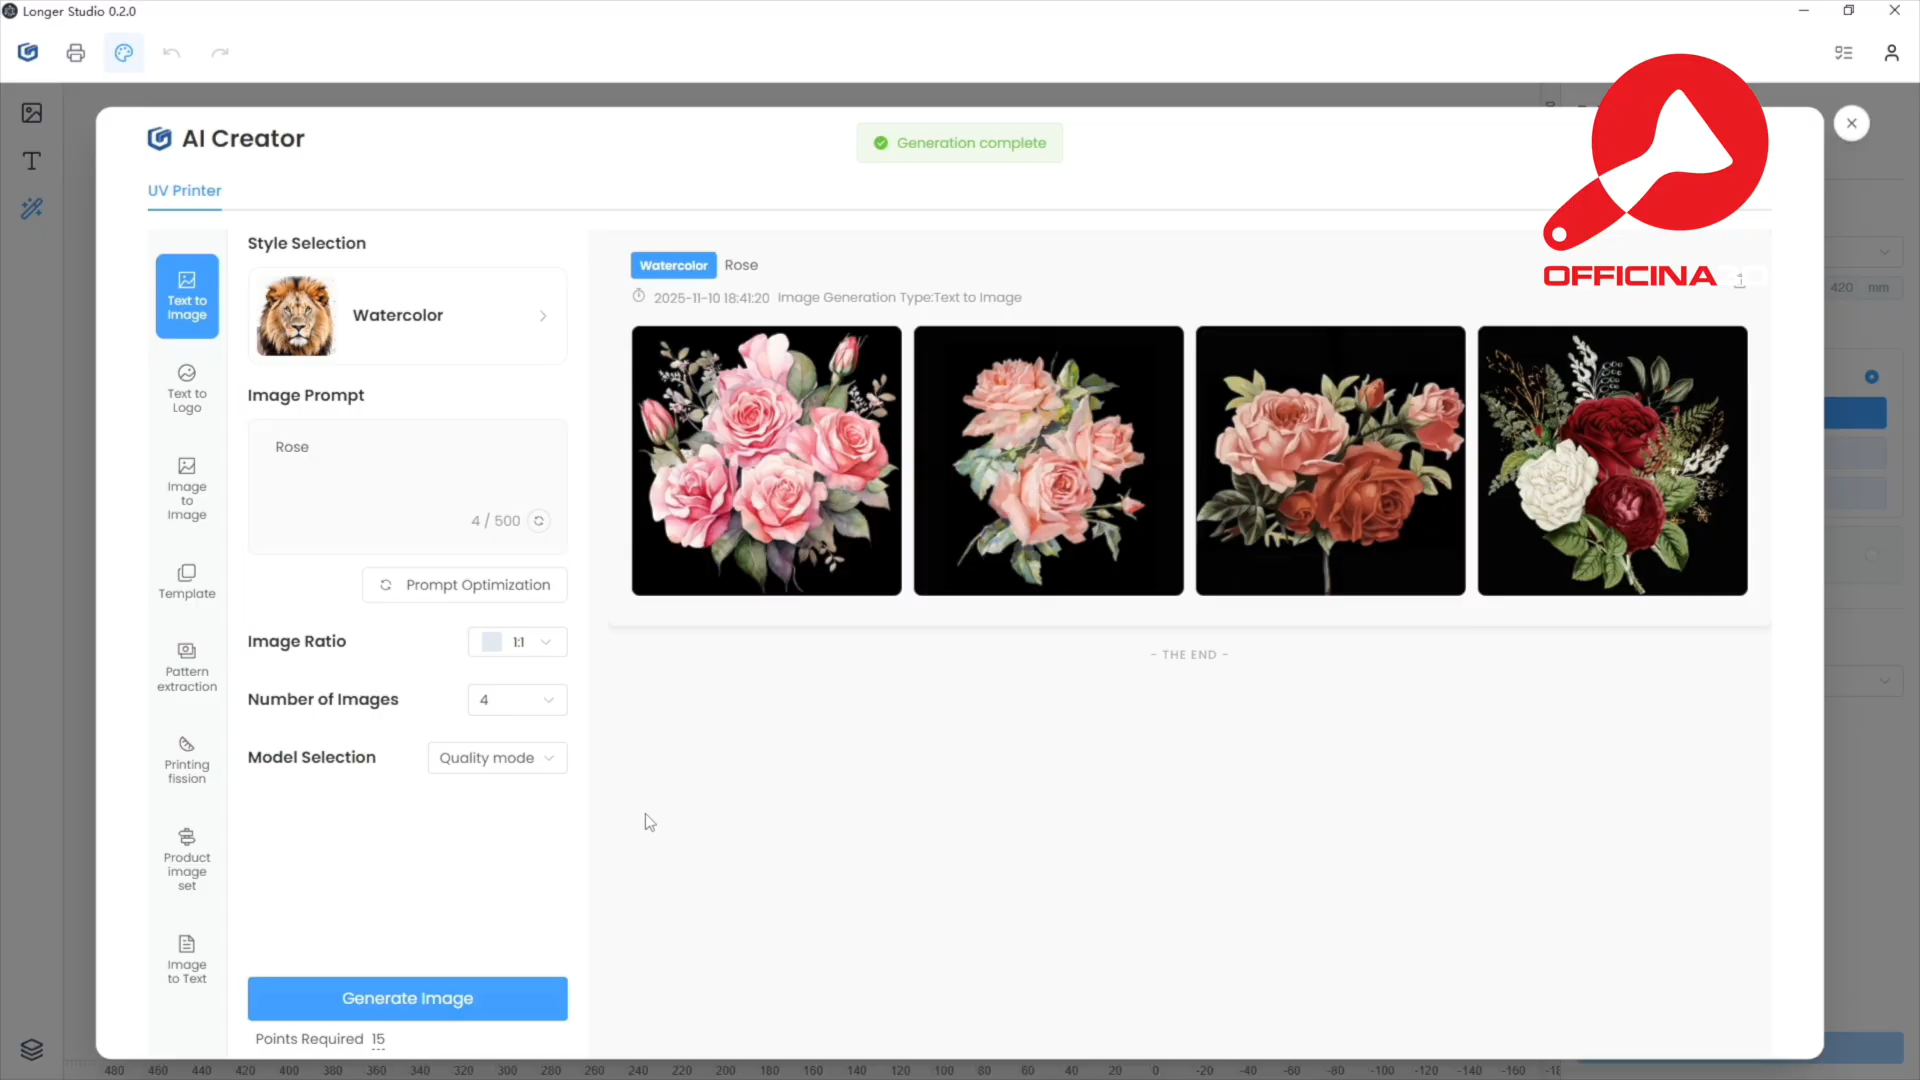 Longer Studio 0.2.0
AI Creator
Generation complete
UV Printer
Text to
Image
Text to
Logo
Image
to
Image
Template
Pattern
extraction
Printing
fission
Product
image
set
Image
to Text
Style Selection
Watercolor
Image Prompt
Rose
4 / 500
Prompt Optimization
Image Ratio
1:1
Number of Images
4
Model Selection
Quality mode
Generate Image
Points Required 15
Watercolor Rose
2025-11-10 18:41:20 Image Generation Type:Text to Image
- THE END -
OFFICINA
420 mm
480 460 440 420 400 380 360 340 320 300 280 260 240 220 200 180 160 140 120 100 80 60 40 20 0 -20 -40 -60 -80 -100 -120 -140 -160